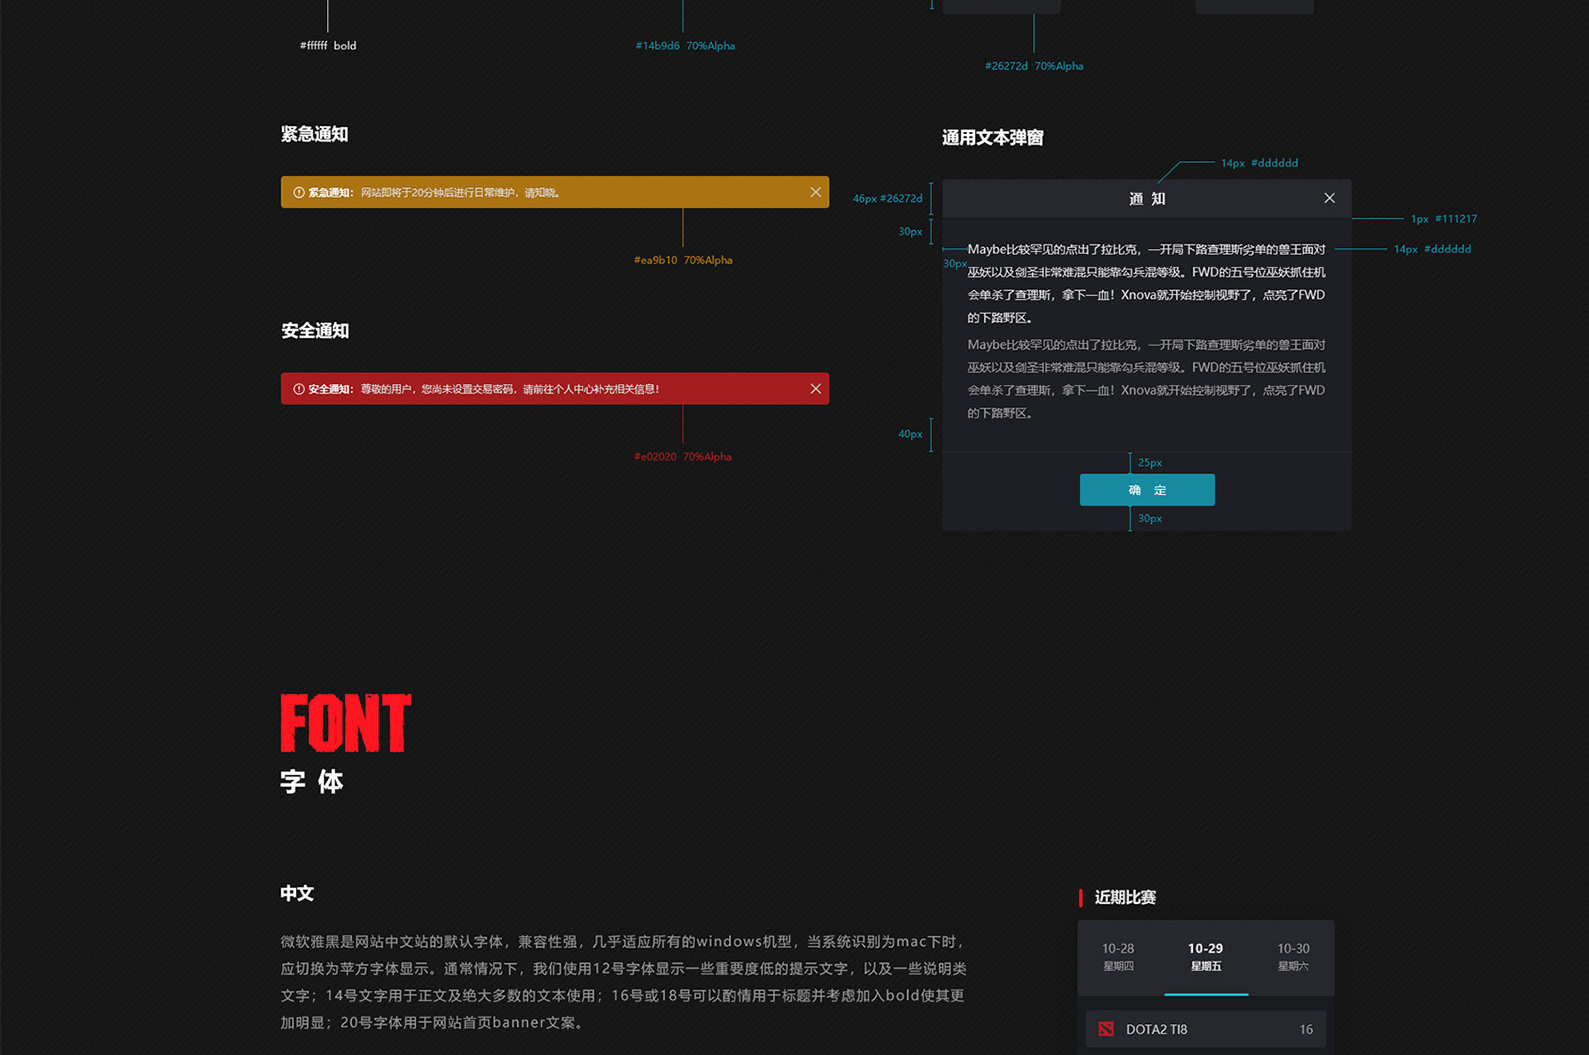 #ffffff bold
#14b9d6 70%Alpha
#26272d 70%Alpha
紧急通知
紧急通知：网站即将于20分钟后进行日常维护，请知晓。
#ea9b10 70%Alpha
安全通知
安全通知：尊敬的用户，您尚未设置交易密码，请前往个人中心补充相关信息！
#e02020 70%Alpha
通用文本弹窗
14px #dddddd
46px #26272d
通 知
1px #111217
30px
14px #dddddd
30px
Maybe比较罕见的点出了拉比克，一开局下路查理斯劣单的兽王面对
巫妖以及剑圣非常难混只能靠勾兵混等级。FWD的五号位巫妖抓住机
会单杀了查理斯，拿下一血！Xnova就开始控制视野了，点亮了FWD
的下路野区。
Maybe比较罕见的点出了拉比克，一开局下路查理斯劣单的兽王面对
巫妖以及剑圣非常难混只能靠勾兵混等级。FWD的五号位巫妖抓住机
会单杀了查理斯，拿下一血！Xnova就开始控制视野了，点亮了FWD
的下路野区。
40px
25px
确 定
30px
FONT
字 体
中文
微软雅黑是网站中文站的默认字体，兼容性强，几乎适应所有的windows机型，当系统识别为mac下时，
应切换为苹方字体显示。通常情况下，我们使用12号字体显示一些重要度低的提示文字，以及一些说明类
文字；14号文字用于正文及绝大多数的文本使用；16号或18号可以酌情用于标题并考虑加入bold使其更
加明显；20号字体用于网站首页banner文案。
近期比赛
10-28 10-29 10-30
星期四 星期五 星期六
DOTA2 TI8 16